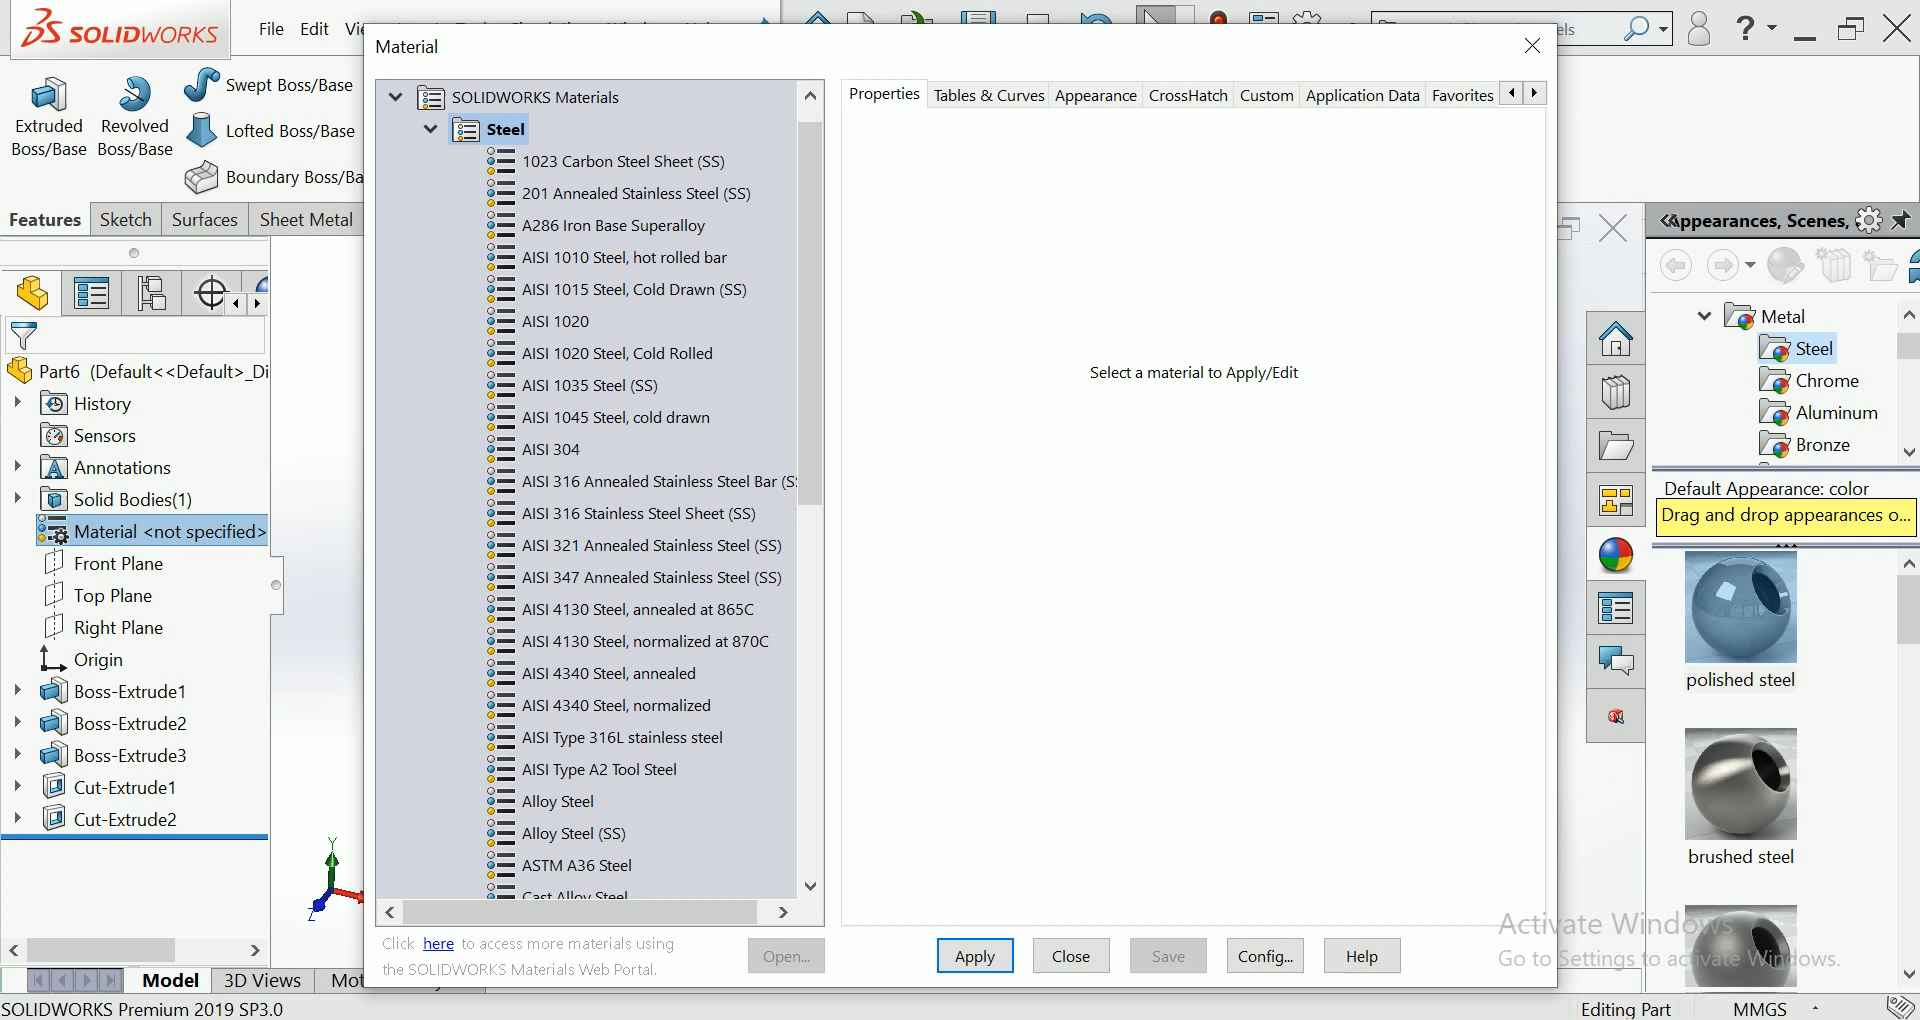 SOLIDWORKS
File Edit
Material
Extruded Boss/Base
Revolved Boss/Base
Swept Boss/Base
Lofted Boss/Base
Boundary Boss/Ba
Features Sketch Surfaces Sheet Metal
Part6 (Default<<Default>_Di
History
Sensors
Annotations
Solid Bodies(1)
Material <not specified>
Front Plane
Top Plane
Right Plane
Origin
Boss-Extrude1
Boss-Extrude2
Boss-Extrude3
Cut-Extrude1
Cut-Extrude2
SOLIDWORKS Materials
Steel
1023 Carbon Steel Sheet (SS)
201 Annealed Stainless Steel (SS)
A286 Iron Base Superalloy
AISI 1010 Steel, hot rolled bar
AISI 1015 Steel, Cold Drawn (SS)
AISI 1020
AISI 1020 Steel, Cold Rolled
AISI 1035 Steel (SS)
AISI 1045 Steel, cold drawn
AISI 304
AISI 316 Annealed Stainless Steel Bar (S
AISI 316 Stainless Steel Sheet (SS)
AISI 321 Annealed Stainless Steel (SS)
AISI 347 Annealed Stainless Steel (SS)
AISI 4130 Steel, annealed at 865C
AISI 4130 Steel, normalized at 870C
AISI 4340 Steel, annealed
AISI 4340 Steel, normalized
AISI Type 316L stainless steel
AISI Type A2 Tool Steel
Alloy Steel
Alloy Steel (SS)
ASTM A36 Steel
Cast Alloy Steel
Click here to access more materials using
the SOLIDWORKS Materials Web Portal.
Open...
Properties Tables & Curves Appearance CrossHatch Custom Application Data Favorites
Select a material to Apply/Edit
Apply Close Save Config... Help
els
?
Appearances, Scenes,
Metal
Steel
Chrome
Aluminum
Bronze
Default Appearance: color
Drag and drop appearances o...
polished steel
brushed steel
Activate Windows
Go to Settings to activate Windows.
Y
Z
Model 3D Views Mot
SOLIDWORKS Premium 2019 SP3.0
Editing Part MMGS